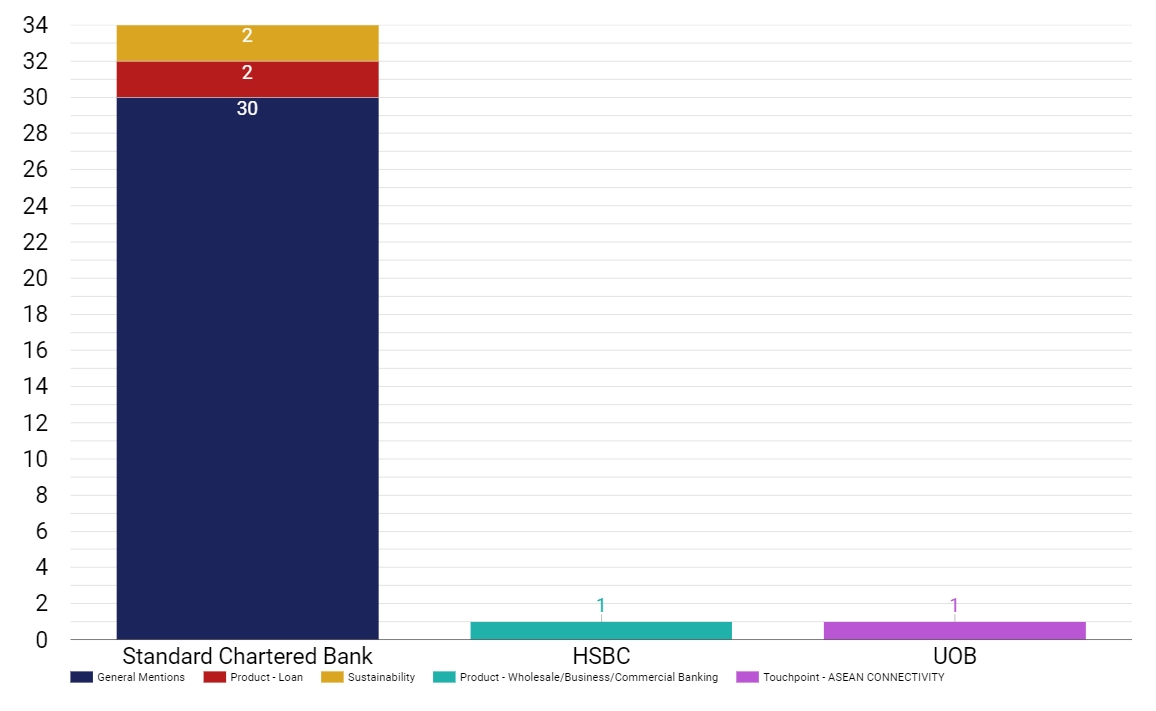 34
2
32
2
30
30
28
26
24
22
20
18
16
14
12
10
8
6
4
2
1
1
0
Standard Chartered Bank
HSBC
UOB
General Mentions
Product - Loan
Sustainability
Product - Wholesale/Business/Commercial Banking
Touchpoint - ASEAN CONNECTIVITY